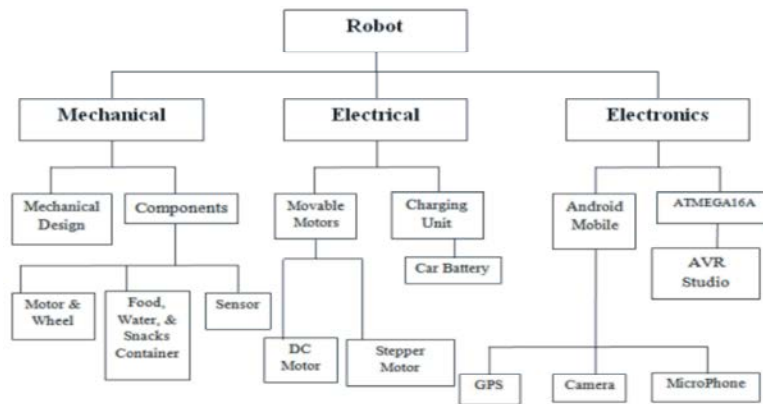 Robot
Mechanical
Electrical
Electronics
Mechanical
Design
Components
Movable
Motors
Charging
Unit
Android
Mobile
ATMEGA16A
Car Battery
AVR
Studio
Motor &
Wheel
Food,
Water, &
Snacks
Container
Sensor
DC
Motor
Stepper
Motor
GPS
Camera
MicroPhone